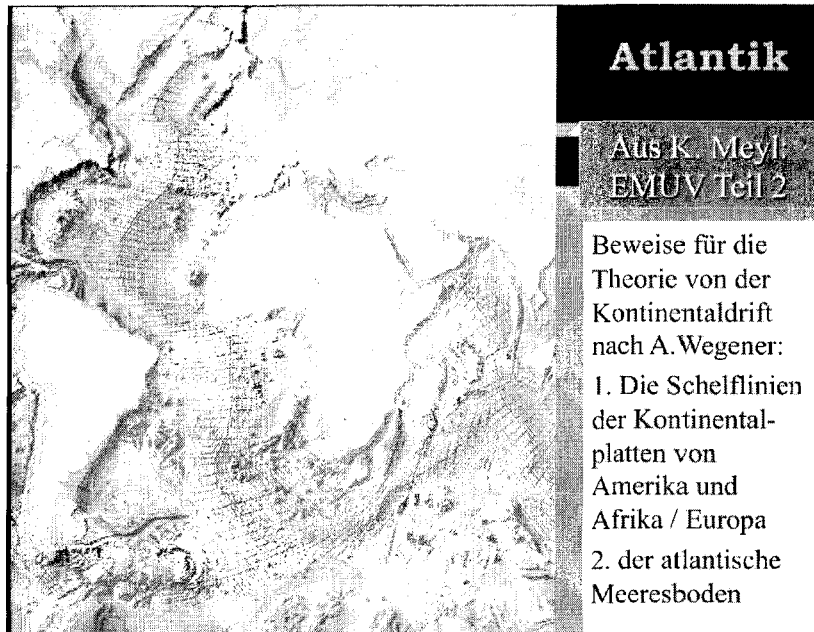 Atlantik
Aus K. Meyl:
EMUV Teil 2
Beweise für die
Theorie von der
Kontinentaldrift
nach A.Wegener:
1. Die Schelflinien
der Kontinental-
platten von
Amerika und
Afrika / Europa
2. der atlantische
Meeresboden